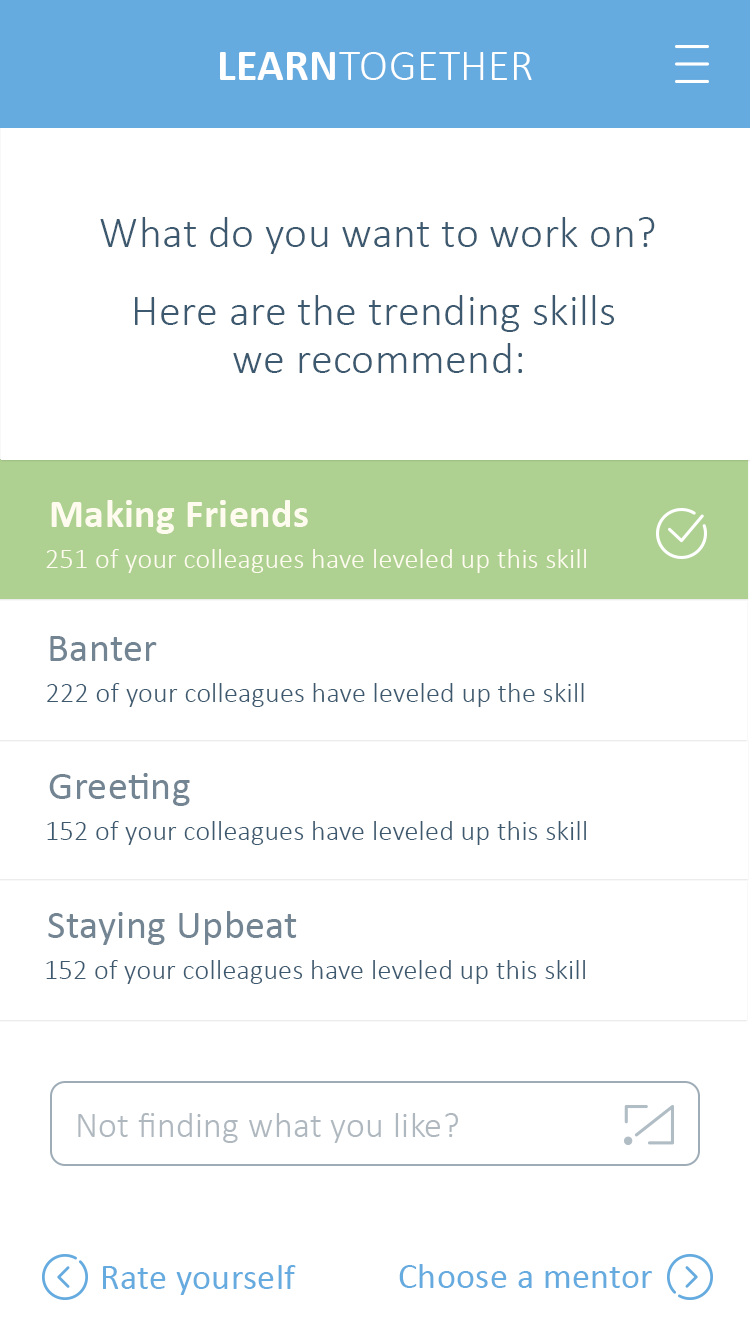 LEARNTOGETHER
What do you want to work on?
Here are the trending skills
we recommend:
Making Friends
251 of your colleagues have leveled up this skill
Banter
222 of your colleagues have leveled up the skill
Greeting
152 of your colleagues have leveled up this skill
Staying Upbeat
152 of your colleagues have leveled up this skill
Not finding what you like?
Rate yourself
Choose a mentor